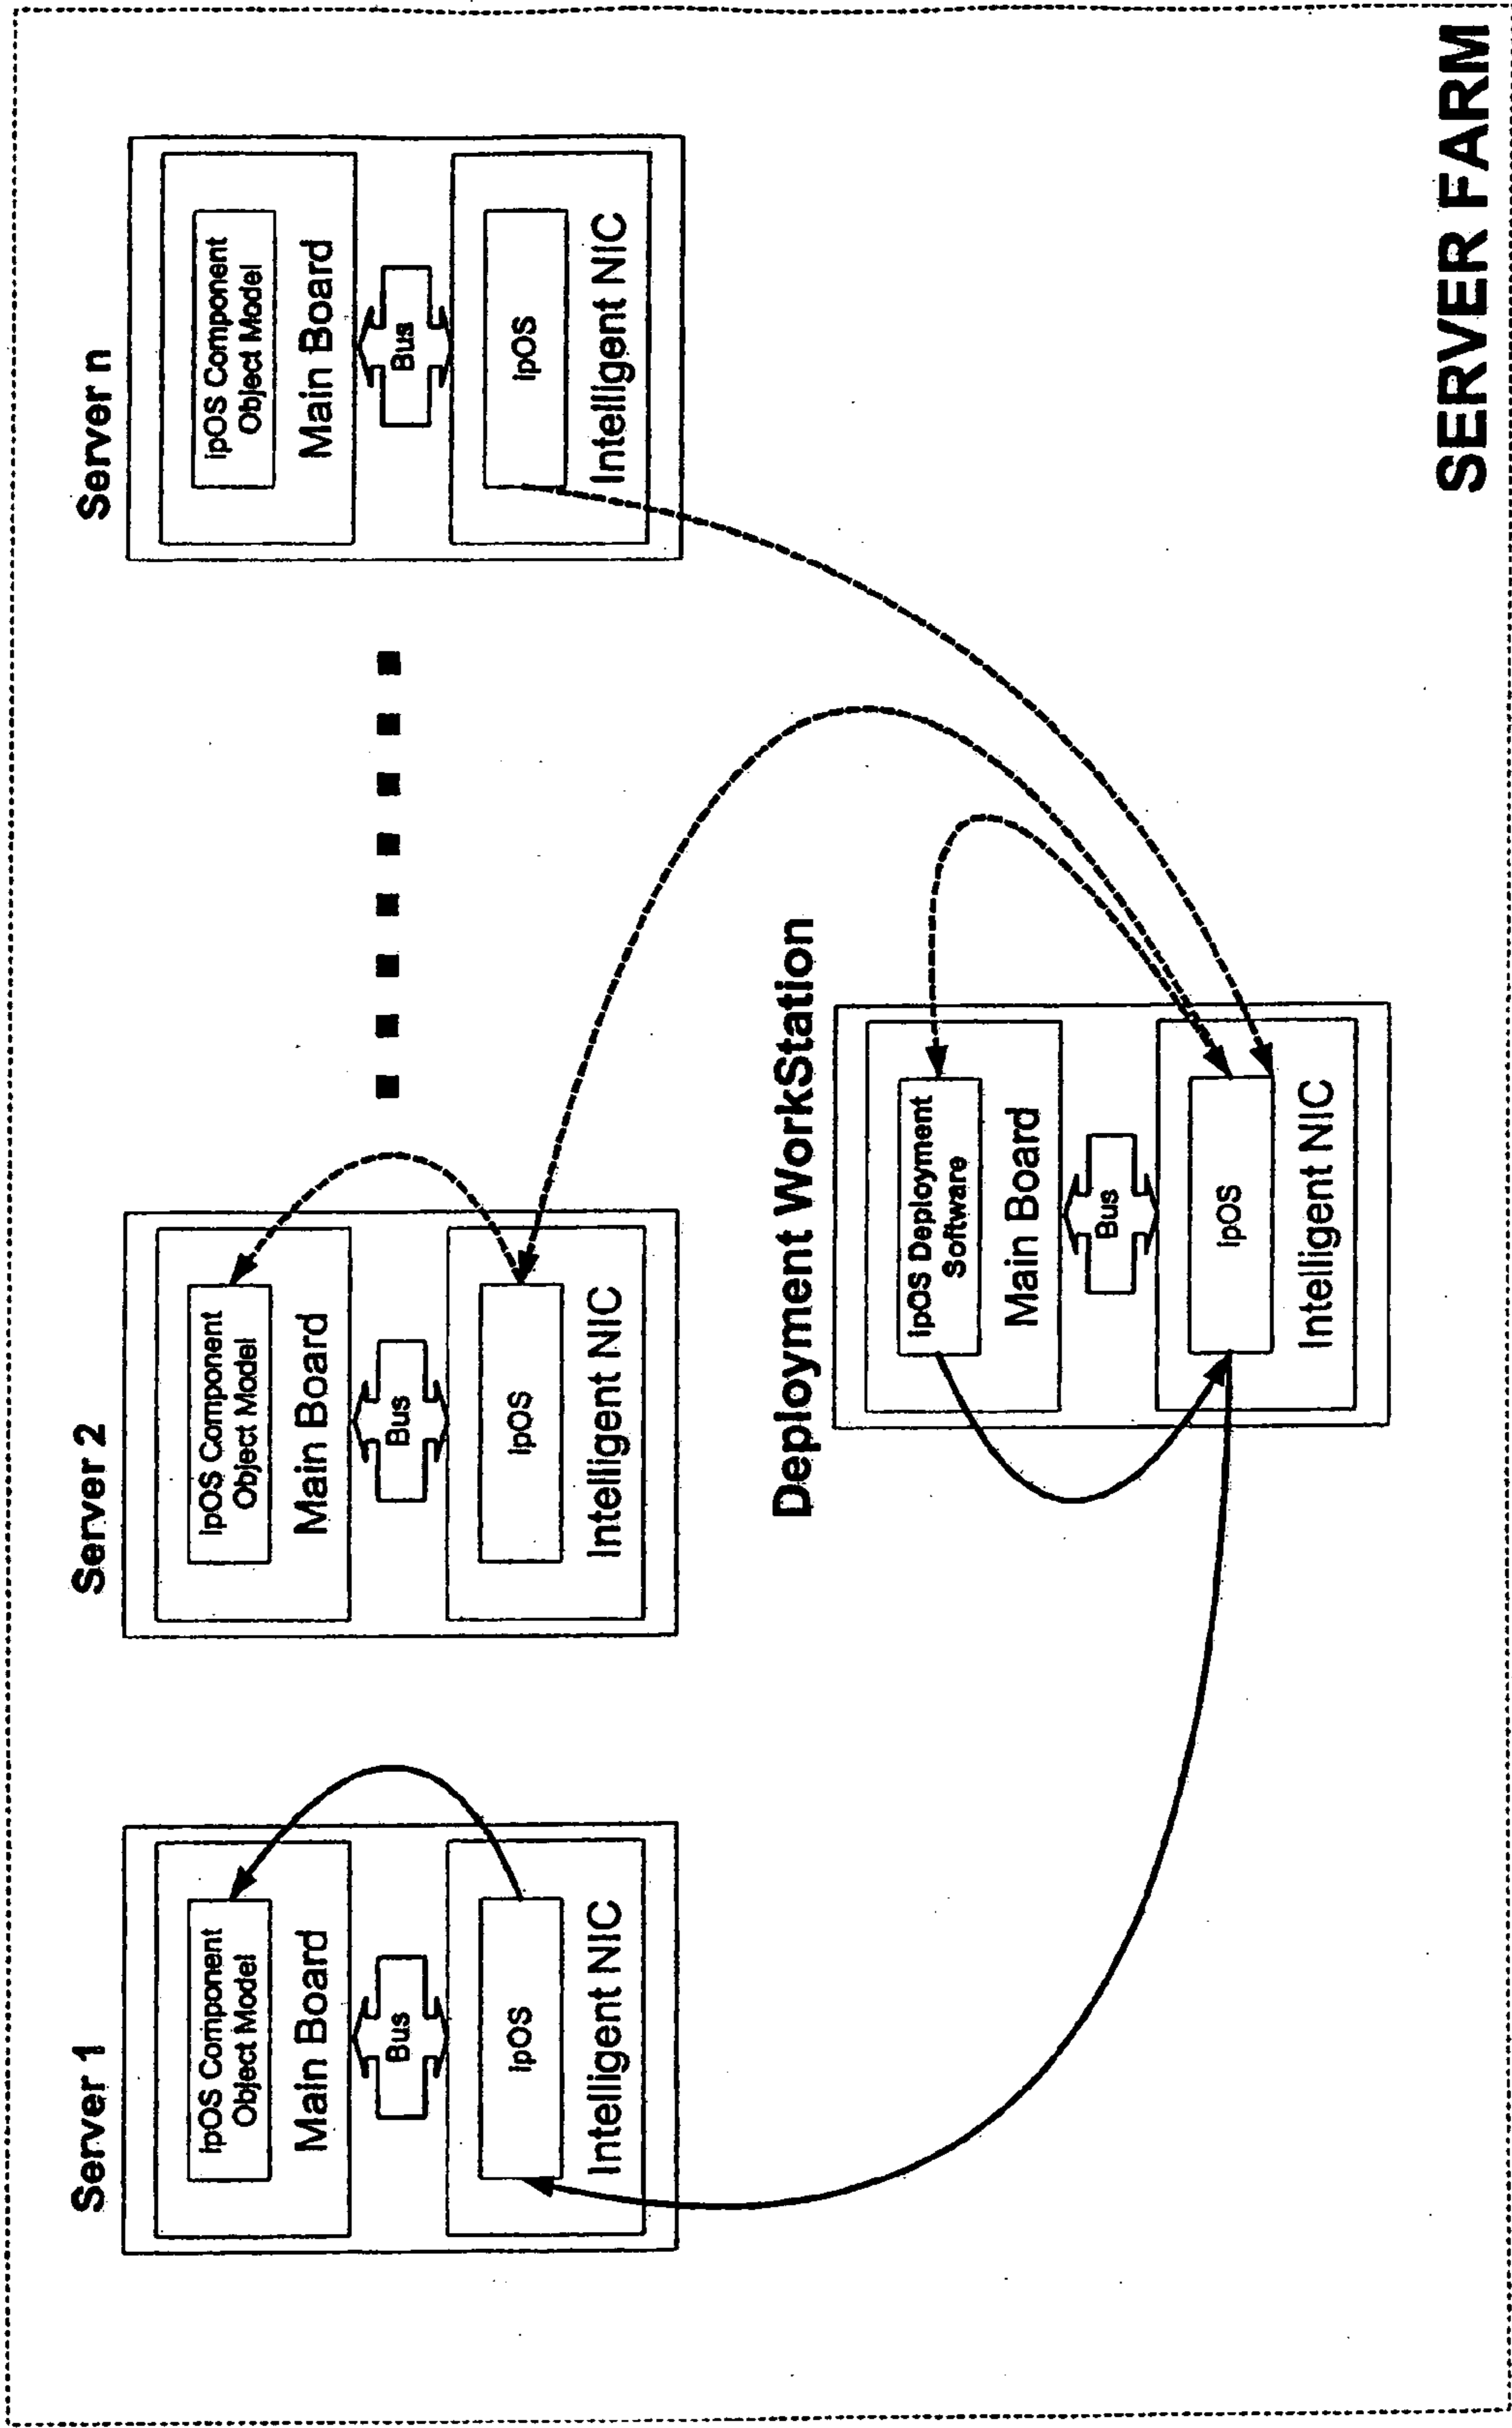 Server 1
IpOS Component
Object Model
Main Board
Bus
ipOS
Intelligent NIC
Server 2
IpOS Component
Object Model
Main Board
Bus
IpOS
Intelligent NIC
Server n
ipOS Component
Object Model
Main Board
Bus
ipOS
Intelligent NIC
Deployment WorkStation
ipOS Deployment
Software
Main Board
Bus
IpOS
Intelligent NIC
SERVER FARM